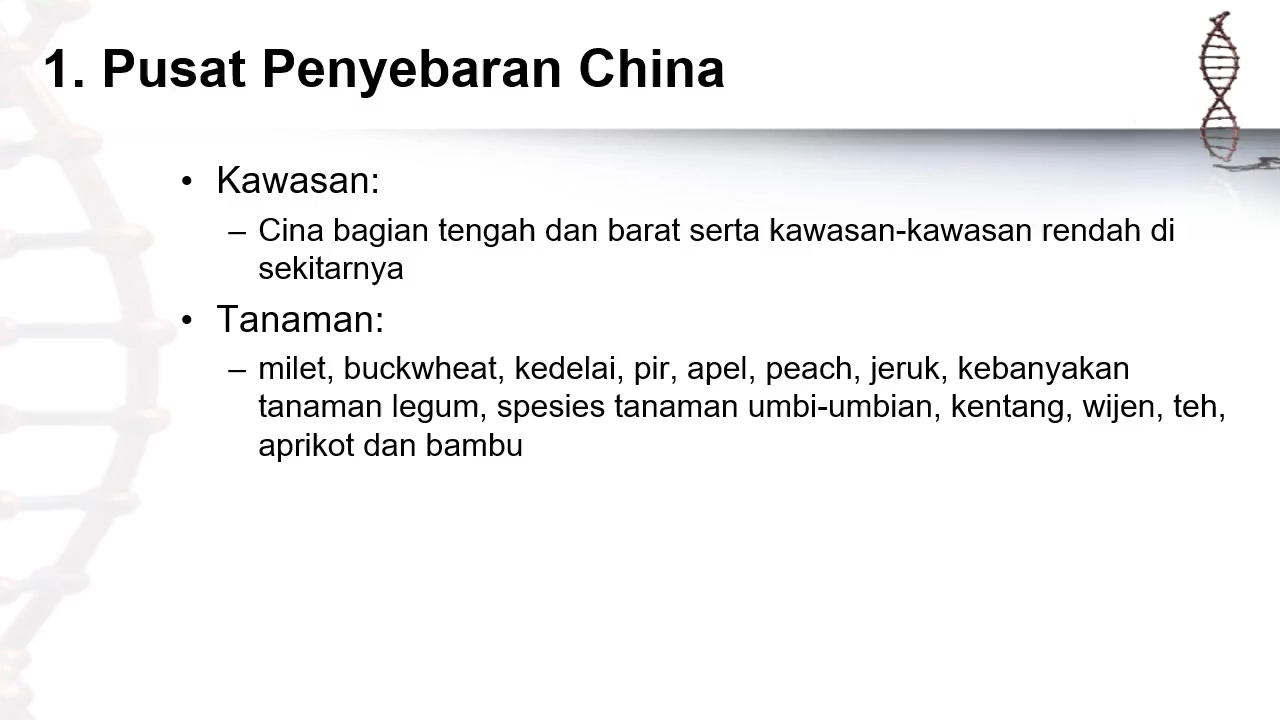 1. Pusat Penyebaran China
• Kawasan:
– Cina bagian tengah dan barat serta kawasan-kawasan rendah di
sekitarnya
• Tanaman:
– milet, buckwheat, kedelai, pir, apel, peach, jeruk, kebanyakan
tanaman legum, spesies tanaman umbi-umbian, kentang, wijen, teh,
aprikot dan bambu